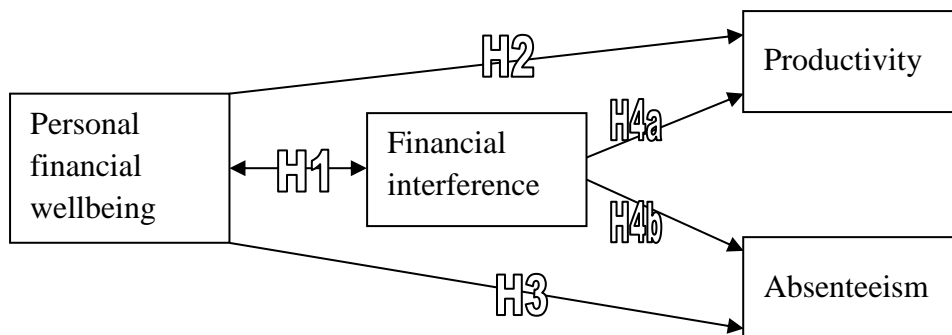 H2
Productivity
Personal
financial
wellbeing
H1
Financial
interference
H4a
H4b
H3
Absenteeism